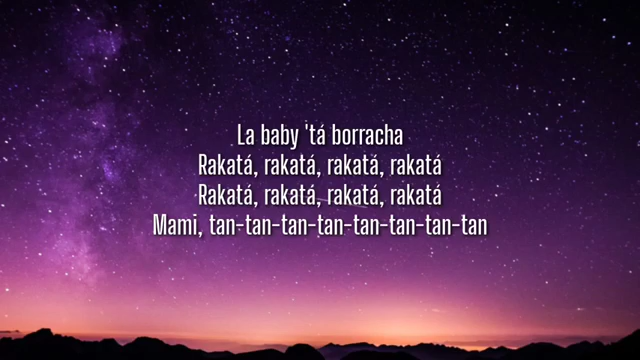 La baby 'tá borracha
Rakatá, rakatá, rakatá, rakatá
Rakatá, rakatá, rakatá, rakatá
Mami, tan-tan-tan-tan-tan-tan-tan-tan